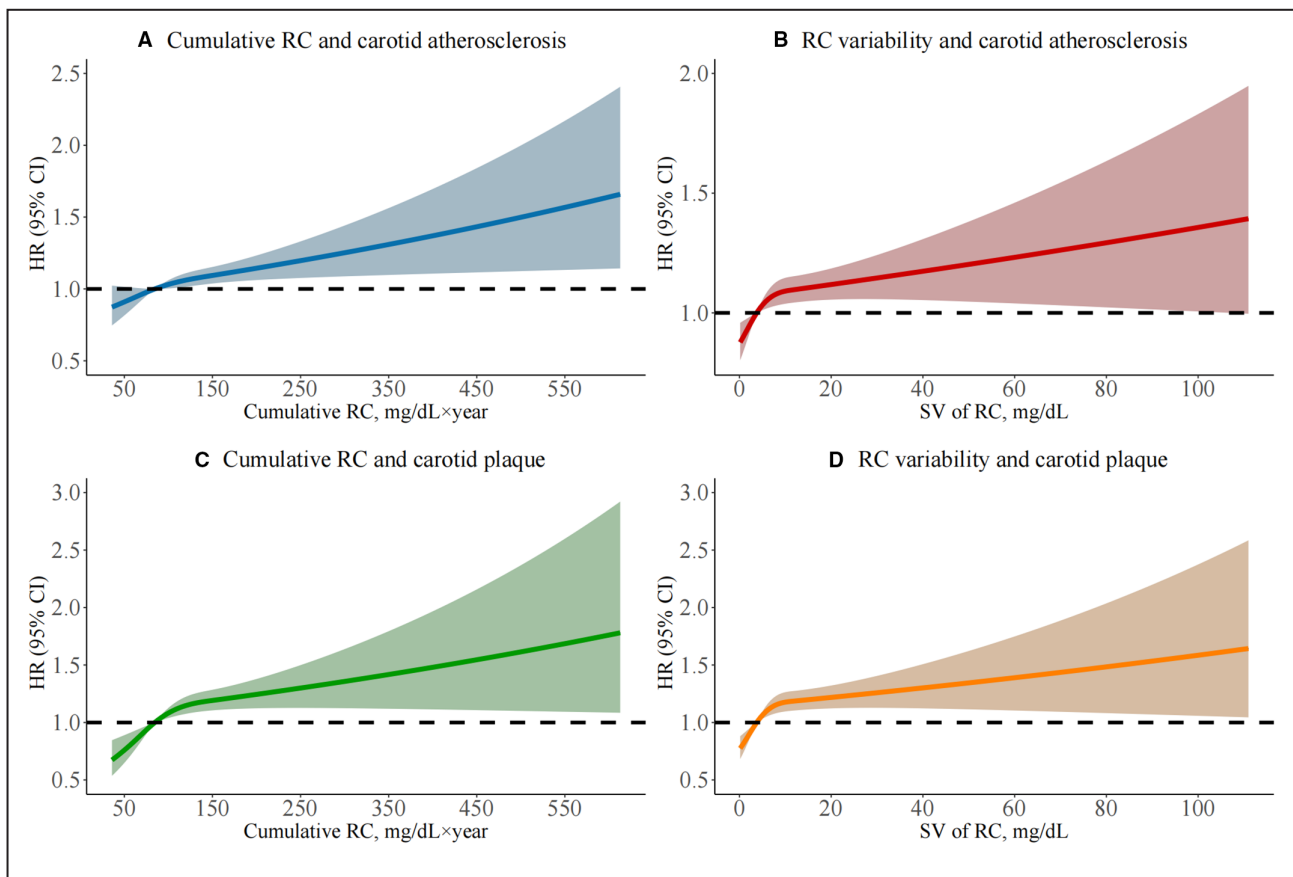 A Cumulative RC and carotid atherosclerosis
HR (95% CI)
2.5
2.0
1.5
1.0
0.5
50 150 250 350 450 550
Cumulative RC, mg/dL×year
B RC variability and carotid atherosclerosis
HR (95% CI)
2.0
1.5
1.0
0 20 40 60 80 100
SV of RC, mg/dL
C Cumulative RC and carotid plaque
HR (95% CI)
3.0
2.5
2.0
1.5
1.0
0.5
50 150 250 350 450 550
Cumulative RC, mg/dL×year
D RC variability and carotid plaque
HR (95% CI)
3.0
2.5
2.0
1.5
1.0
0.5
0 20 40 60 80 100
SV of RC, mg/dL